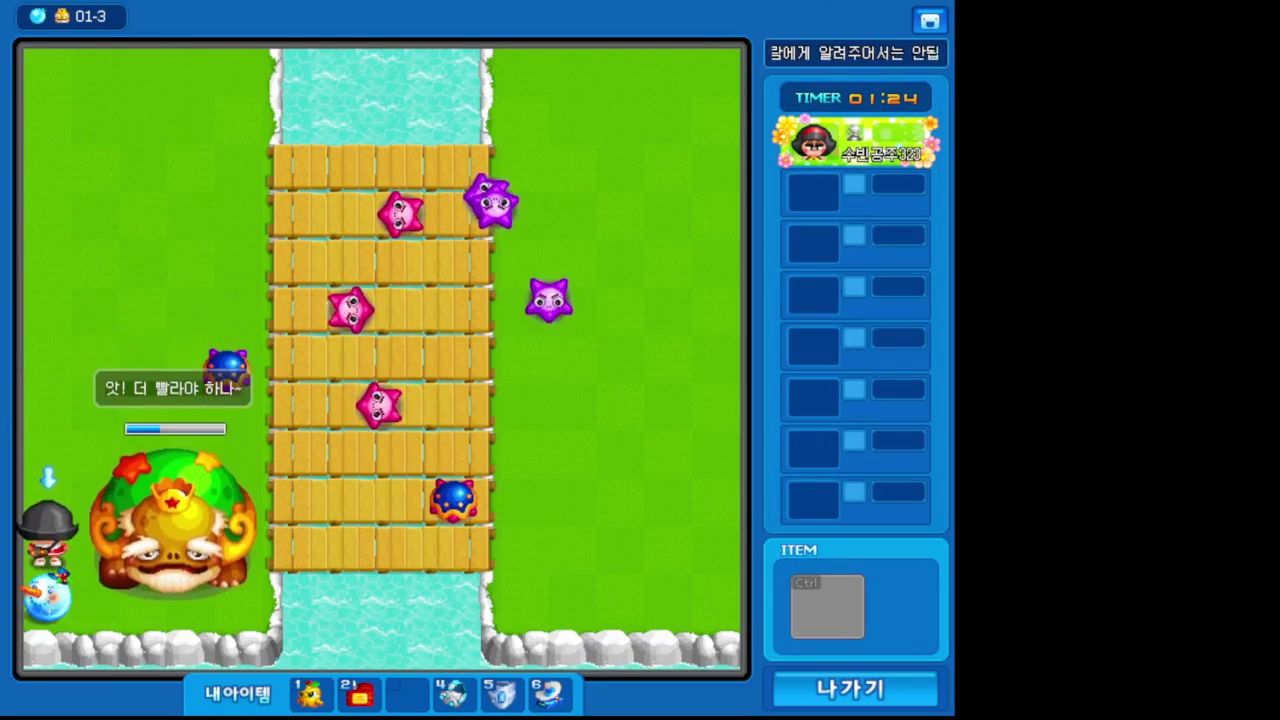 01-3
람에게 알려주어서는 안됩
TIMER 01:24
수빈공주323
앗! 더 빨라야 하나~
ITEM
Ctrl
내아이템
1
2
4
5
6
나가기